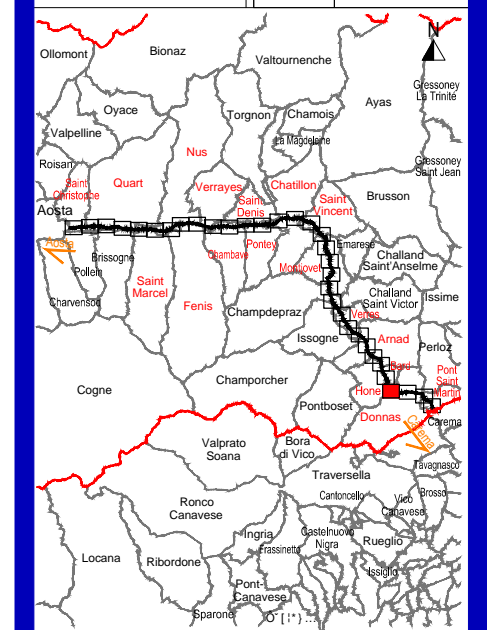 N
Ollomont
Bionaz
Valtournenche
Ayas
Gressoney
La Trinité
Oyace
Torgnon
Chamois
Valpelline
La Magdeleine
Nus
Roisan
Gressoney
Saint Jean
Saint
Christophe
Quart
Verrayes
Chatillon
Brusson
Saint
Denis
Saint
Vincent
Aosta
Aosta
Emarese
Pontey
Chambave
Brissogne
Challand
Saint'Anselme
Pollein
Montjovet
Saint
Marcel
Challand
Saint Victor
Issime
Charvensod
Fenis
Champdepraz
Verres
Issogne
Arnad
Perloz
Bard
Pont
Saint
Martin
Cogne
Champorcher
Hone
Pontboset
Donnas
Carema
Carema
Valprato
Soana
Bora
di Vico
Tavagnasco
Traversella
Cantoncello
Brosso
Vico
Canavese
Ronco
Canavese
Ingria
Castelnuovo
Nigra
Rueglio
Frassinetto
Locana
Ribordone
Issiglio
Pont-
Canavese
Sparone